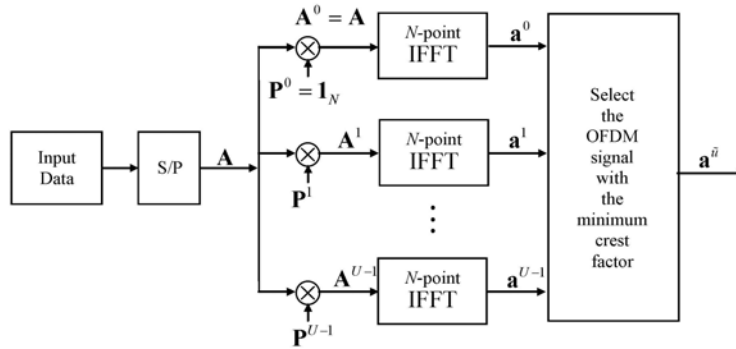 A⁰ = A
N-point
IFFT
a⁰
P⁰ = 1_N
Input
Data
S/P
A
A¹
N-point
IFFT
a¹
P¹
⋮
A^{U−1}
N-point
IFFT
a^{U−1}
P^{U−1}
Select
the
OFDM
signal
with
the
minimum
crest
factor
a^ũ